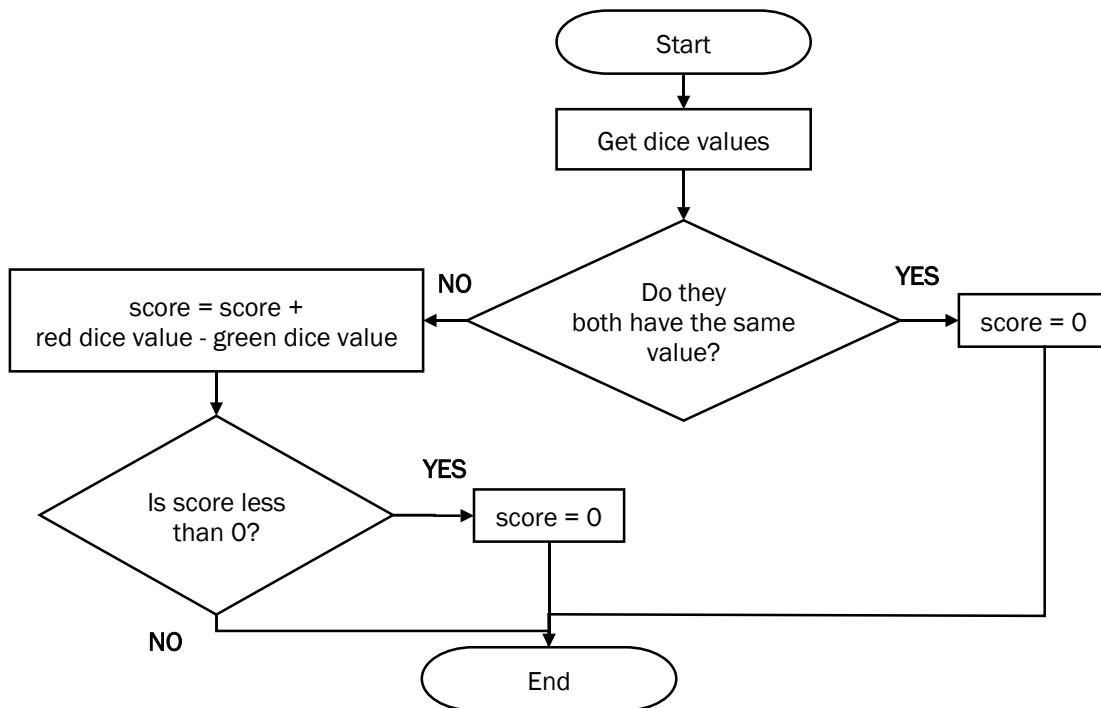 Start
Get dice values
Do they
both have the same
value?
YES
score = 0
NO
score = score +
red dice value - green dice value
Is score less
than 0?
YES
score = 0
NO
End